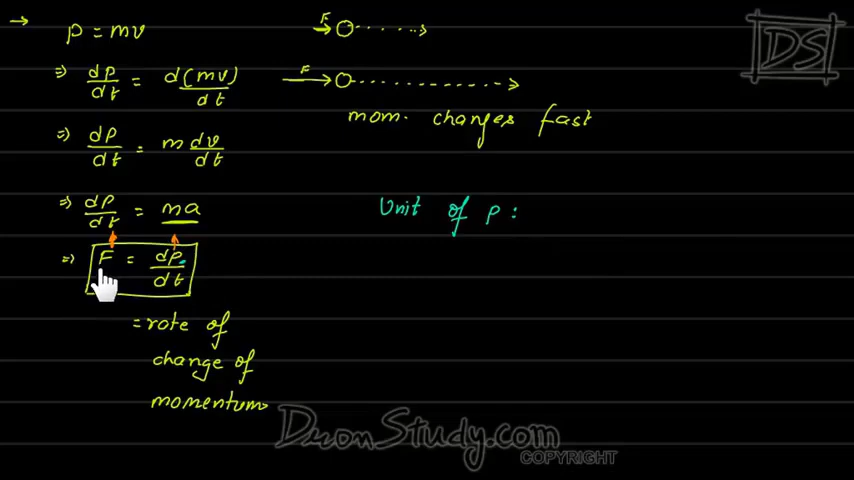 → p = mv
⇒ dp/dt = d(mv)/dt
⇒ dp/dt = m dv/dt
⇒ dp/dt = ma
⇒ F = dp/dt
= rate of
change of
momentum
F
F
mom. changes fast
Unit of p :
DS
DronStudy.com
COPYRIGHT